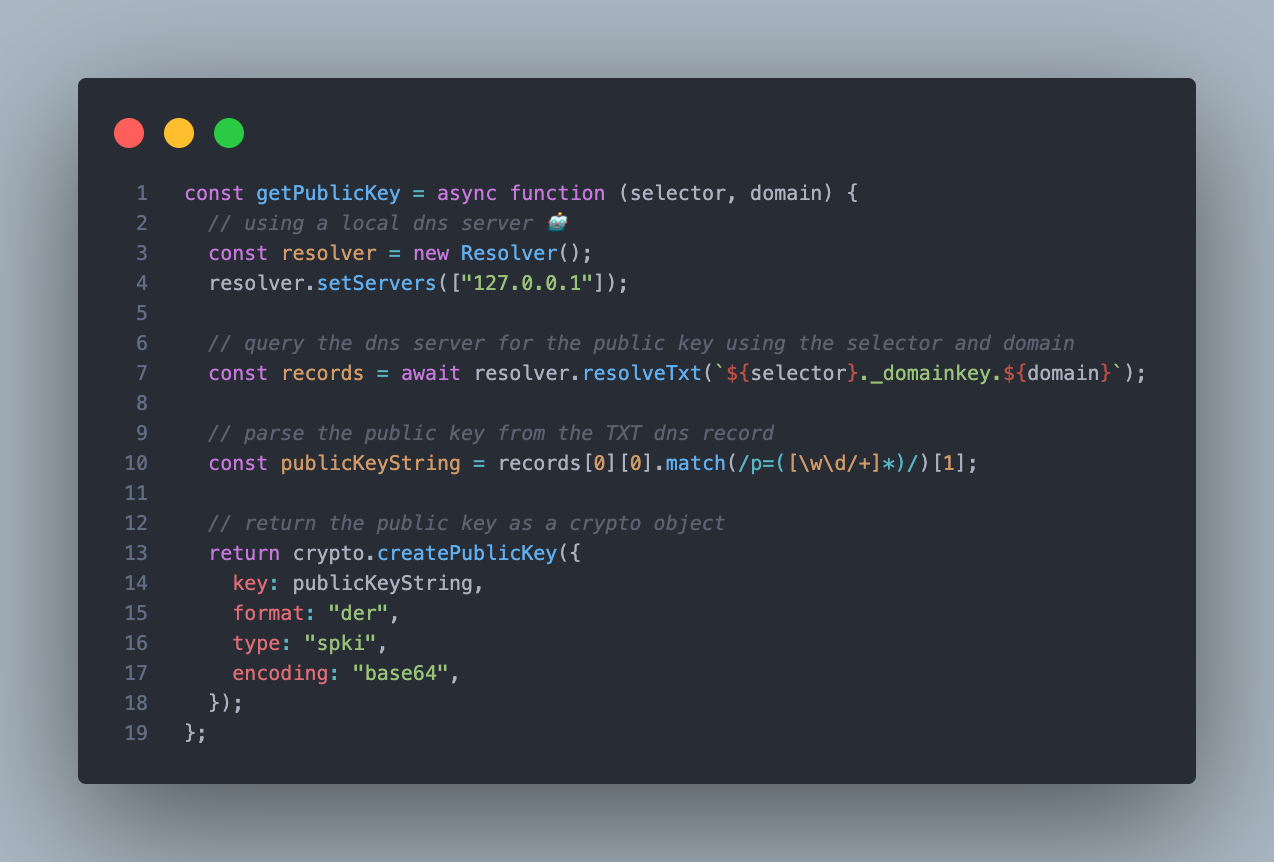 1 const getPublicKey = async function (selector, domain) {
2 // using a local dns server 🤖
3 const resolver = new Resolver();
4 resolver.setServers(["127.0.0.1"]);
5
6 // query the dns server for the public key using the selector and domain
7 const records = await resolver.resolveTxt(`${selector}._domainkey.${domain}`);
8
9 // parse the public key from the TXT dns record
10 const publicKeyString = records[0][0].match(/p=([\w\d/+]*)/)[1];
11
12 // return the public key as a crypto object
13 return crypto.createPublicKey({
14 key: publicKeyString,
15 format: "der",
16 type: "spki",
17 encoding: "base64",
18 });
19 };